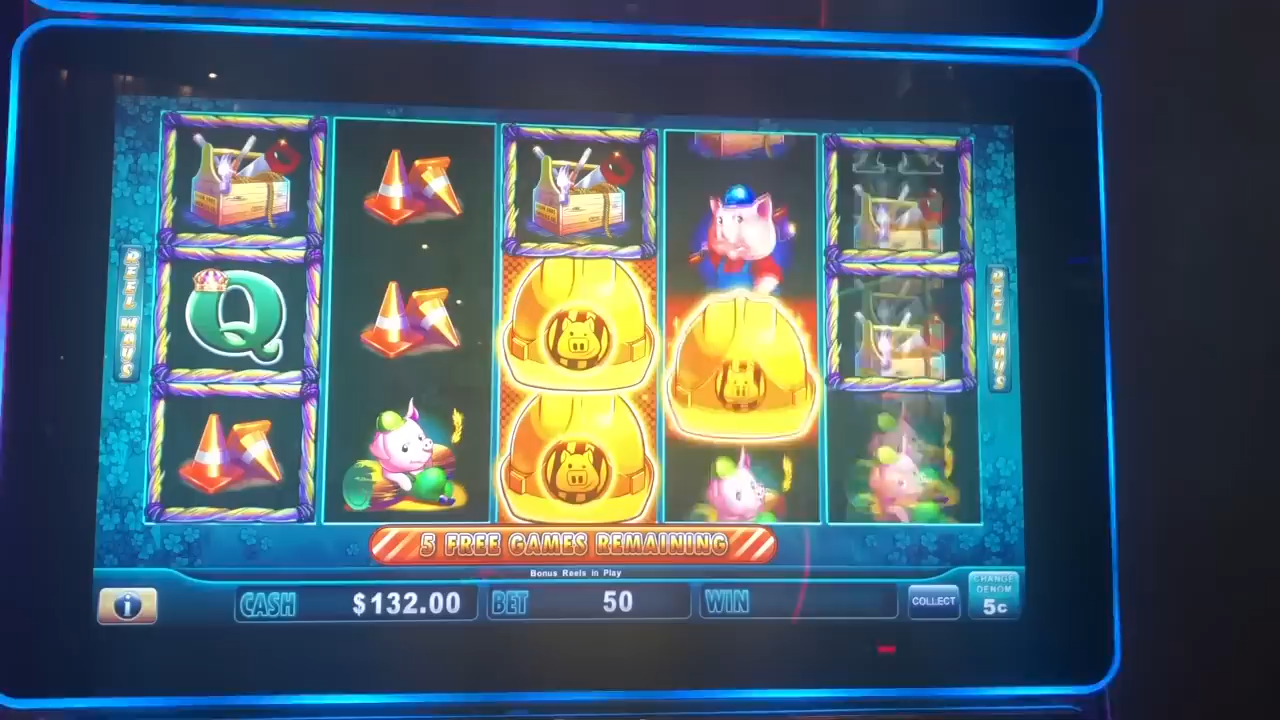 Q
REEL WAYS
REEL WAYS
5 FREE GAMES REMAINING
Bonus Reels in Play
i
CASH $132.00
BET 50
WIN
COLLECT
CHANGE
DENOM
5¢